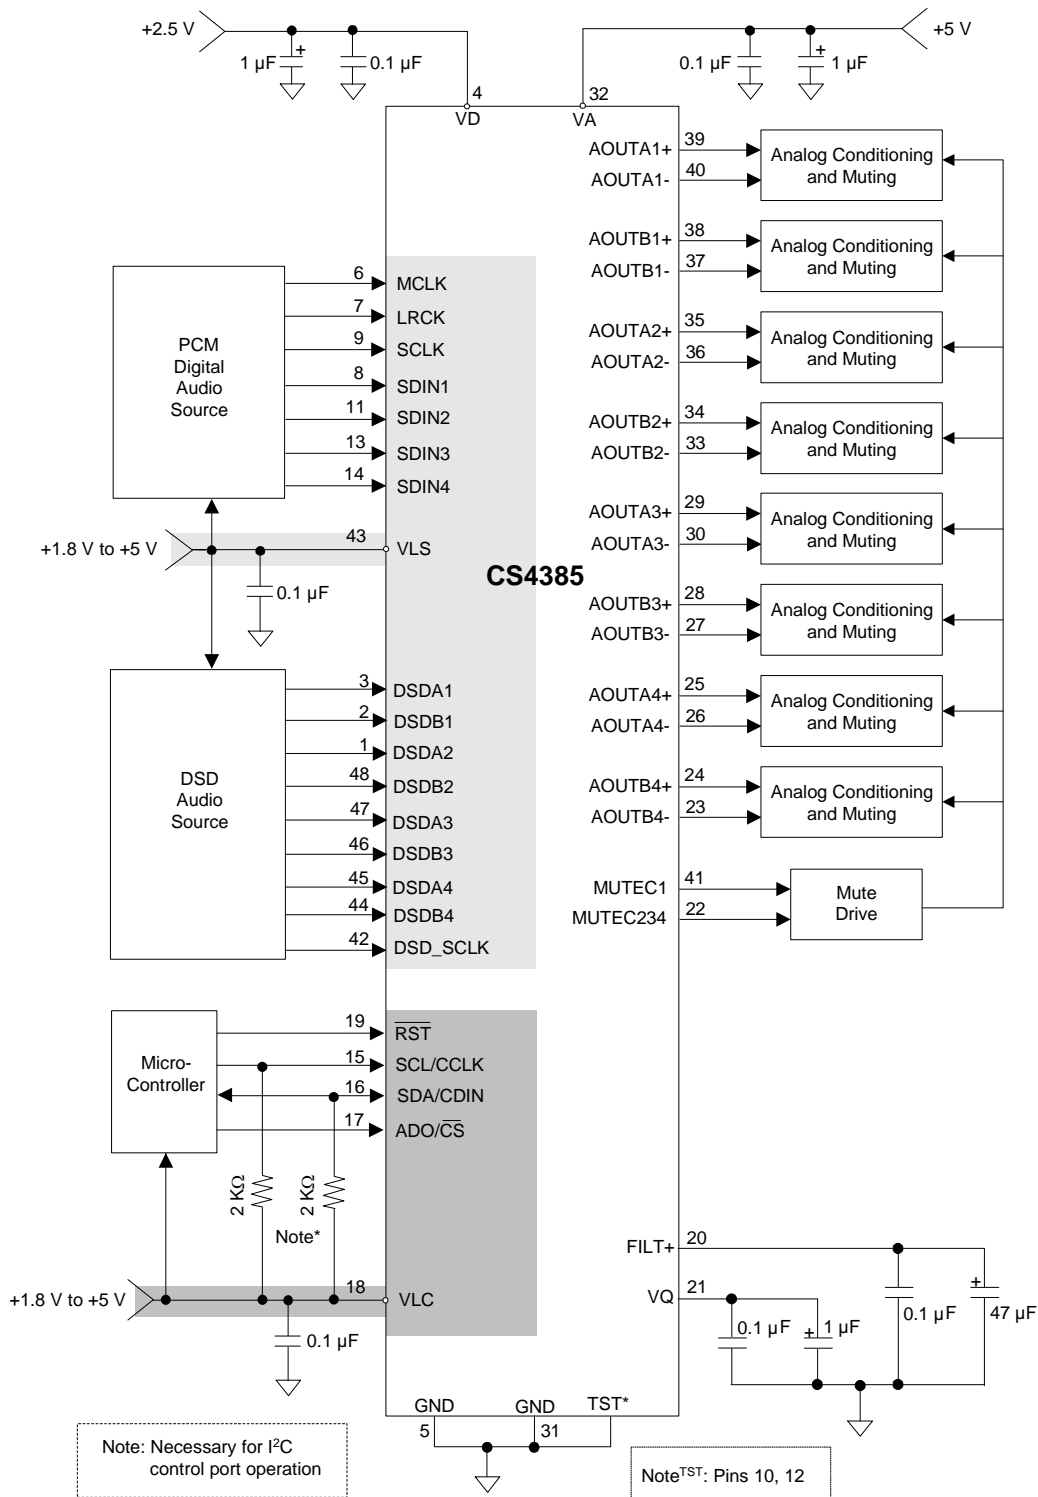 +2.5 V
+5 V
1 µF
+
0.1 µF
0.1 µF
+
1 µF
4
32
VD
VA
AOUTA1+
39
AOUTA1-
40
Analog Conditioning
and Muting
AOUTB1+
38
AOUTB1-
37
Analog Conditioning
and Muting
AOUTA2+
35
AOUTA2-
36
Analog Conditioning
and Muting
AOUTB2+
34
AOUTB2-
33
Analog Conditioning
and Muting
AOUTA3+
29
AOUTA3-
30
Analog Conditioning
and Muting
AOUTB3+
28
AOUTB3-
27
Analog Conditioning
and Muting
AOUTA4+
25
AOUTA4-
26
Analog Conditioning
and Muting
AOUTB4+
24
AOUTB4-
23
Analog Conditioning
and Muting
MUTEC1
41
MUTEC234
22
Mute
Drive
PCM
Digital
Audio
Source
6
MCLK
7
LRCK
9
SCLK
8
SDIN1
11
SDIN2
13
SDIN3
14
SDIN4
+1.8 V to +5 V
43
VLS
0.1 µF
CS4385
DSD
Audio
Source
3
DSDA1
2
DSDB1
1
DSDA2
48
DSDB2
47
DSDA3
46
DSDB3
45
DSDA4
44
DSDB4
42
DSD_SCLK
Micro-
Controller
19
RST
15
SCL/CCLK
16
SDA/CDIN
17
ADO/CS
2 KΩ
2 KΩ
Note*
+1.8 V to +5 V
18
VLC
0.1 µF
FILT+
20
VQ
21
0.1 µF
+
1 µF
0.1 µF
+
47 µF
GND
5
GND
31
TST*
Note: Necessary for I²C
control port operation
Noteᵀˢᵀ: Pins 10, 12